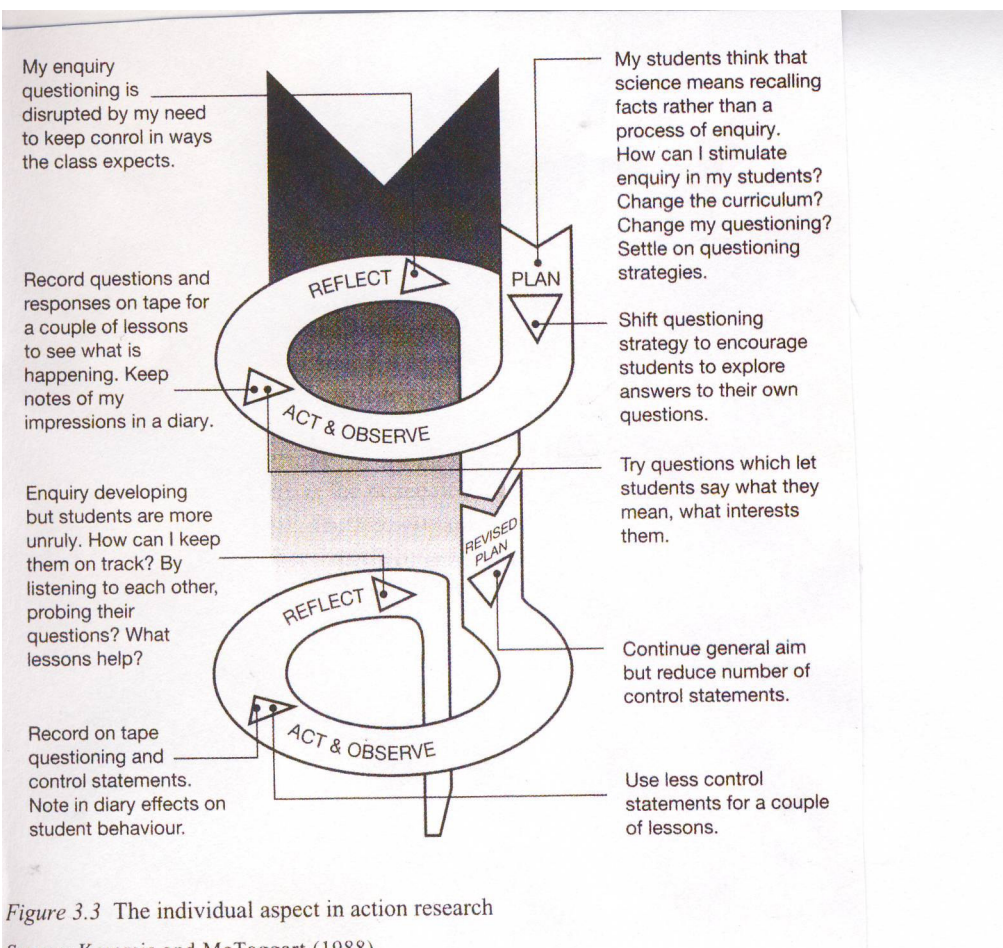 My enquiry
questioning is
disrupted by my need
to keep conrol in ways
the class expects.
My students think that
science means recalling
facts rather than a
process of enquiry.
How can I stimulate
enquiry in my students?
Change the curriculum?
Change my questioning?
Settle on questioning
strategies.
REFLECT
PLAN
Record questions and
responses on tape for
a couple of lessons
to see what is
happening. Keep
notes of my
impressions in a diary.
Shift questioning
strategy to encourage
students to explore
answers to their own
questions.
ACT & OBSERVE
Try questions which let
students say what they
mean, what interests
them.
Enquiry developing
but students are more
unruly. How can I keep
them on track? By
listening to each other,
probing their
questions? What
lessons help?
REVISED
PLAN
REFLECT
Continue general aim
but reduce number of
control statements.
Record on tape
questioning and
control statements.
Note in diary effects on
student behaviour.
ACT & OBSERVE
Use less control
statements for a couple
of lessons.
Figure 3.3 The individual aspect in action research
and McTaggart (1988)